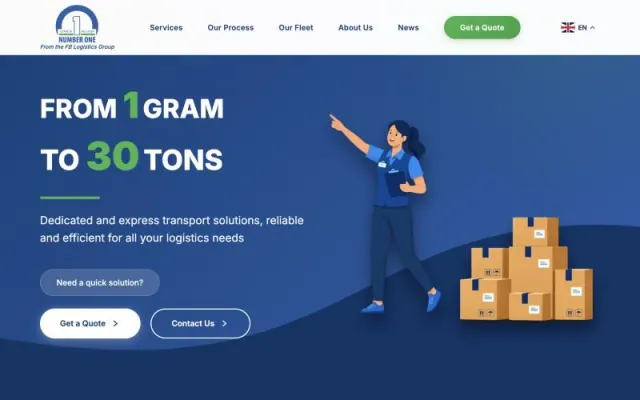 1
NUMBER ONE
From the FB Logistics Group
Services
Our Process
Our Fleet
About Us
News
Get a Quote
EN
FROM 1 GRAM
TO 30 TONS
Dedicated and express transport solutions, reliable
and efficient for all your logistics needs
Need a quick solution?
Get a Quote
Contact Us